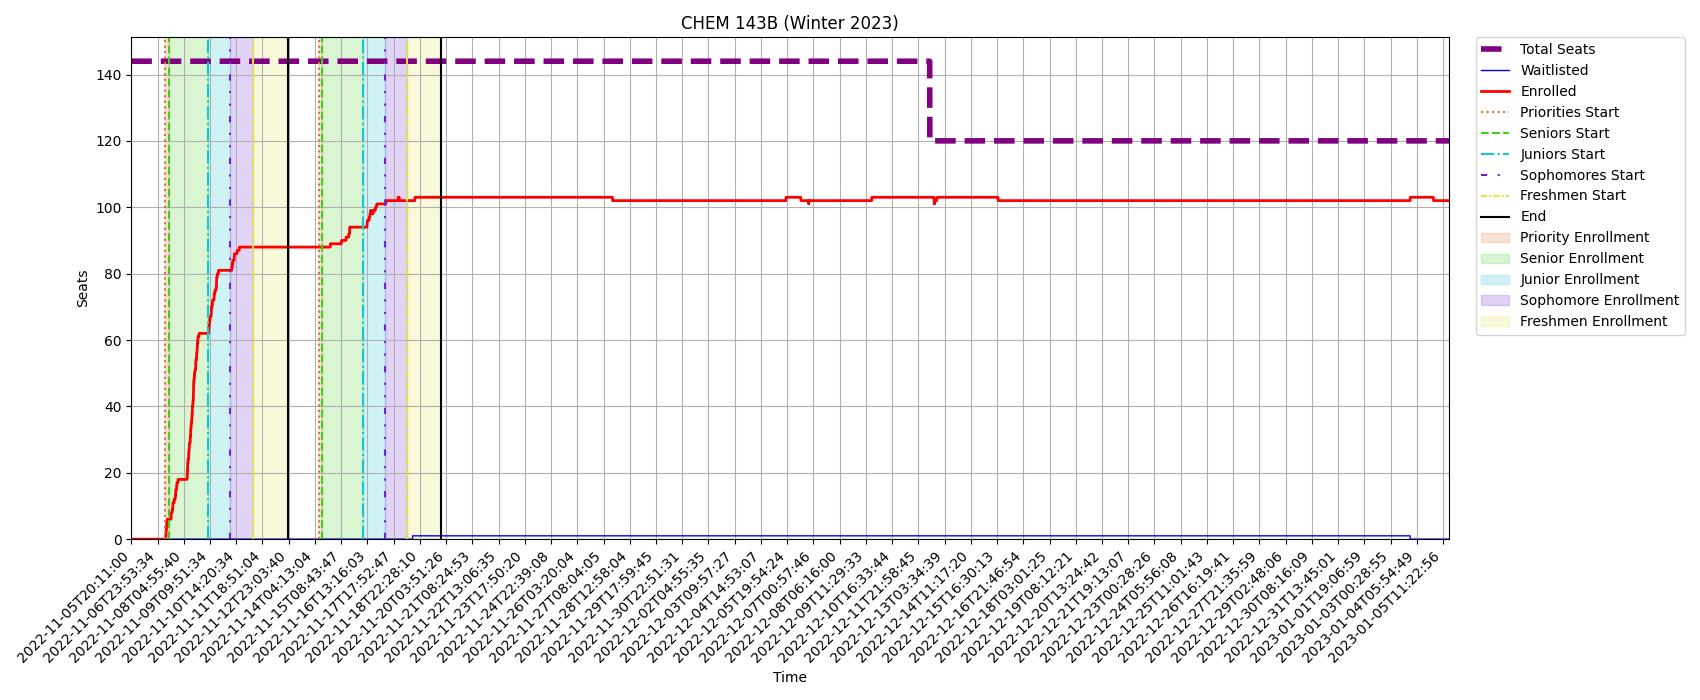 CHEM 143B (Winter 2023)
Total Seats
Waitlisted
Enrolled
Priorities Start
Seniors Start
Juniors Start
Sophomores Start
Freshmen Start
End
Priority Enrollment
Senior Enrollment
Junior Enrollment
Sophomore Enrollment
Freshmen Enrollment
Seats
140
120
100
80
60
40
20
0
2022-11-05T20:11:00
2022-11-06T23:53:34
2022-11-08T04:55:40
2022-11-09T09:51:34
2022-11-10T14:20:34
2022-11-11T18:51:04
2022-11-12T23:03:40
2022-11-14T04:13:04
2022-11-15T08:43:47
2022-11-16T13:16:03
2022-11-17T17:52:47
2022-11-18T22:28:10
2022-11-20T03:51:26
2022-11-21T08:24:53
2022-11-22T13:06:35
2022-11-23T17:50:20
2022-11-24T22:39:08
2022-11-26T03:20:04
2022-11-27T08:04:05
2022-11-28T12:58:04
2022-11-29T17:59:45
2022-11-30T22:51:31
2022-12-02T04:55:35
2022-12-03T09:57:27
2022-12-04T14:53:07
2022-12-05T19:54:24
2022-12-07T00:57:46
2022-12-08T06:16:00
2022-12-09T11:29:33
2022-12-10T16:33:44
2022-12-11T21:58:45
2022-12-13T03:34:39
2022-12-14T11:17:20
2022-12-15T16:30:13
2022-12-16T21:46:54
2022-12-18T03:01:25
2022-12-19T08:12:21
2022-12-20T13:24:42
2022-12-21T19:13:07
2022-12-23T00:28:26
2022-12-24T05:56:08
2022-12-25T11:01:43
2022-12-26T16:19:41
2022-12-27T21:35:59
2022-12-29T02:48:06
2022-12-30T08:16:09
2022-12-31T13:45:01
2023-01-01T19:06:59
2023-01-03T00:28:55
2023-01-04T05:54:49
2023-01-05T11:22:56
Time